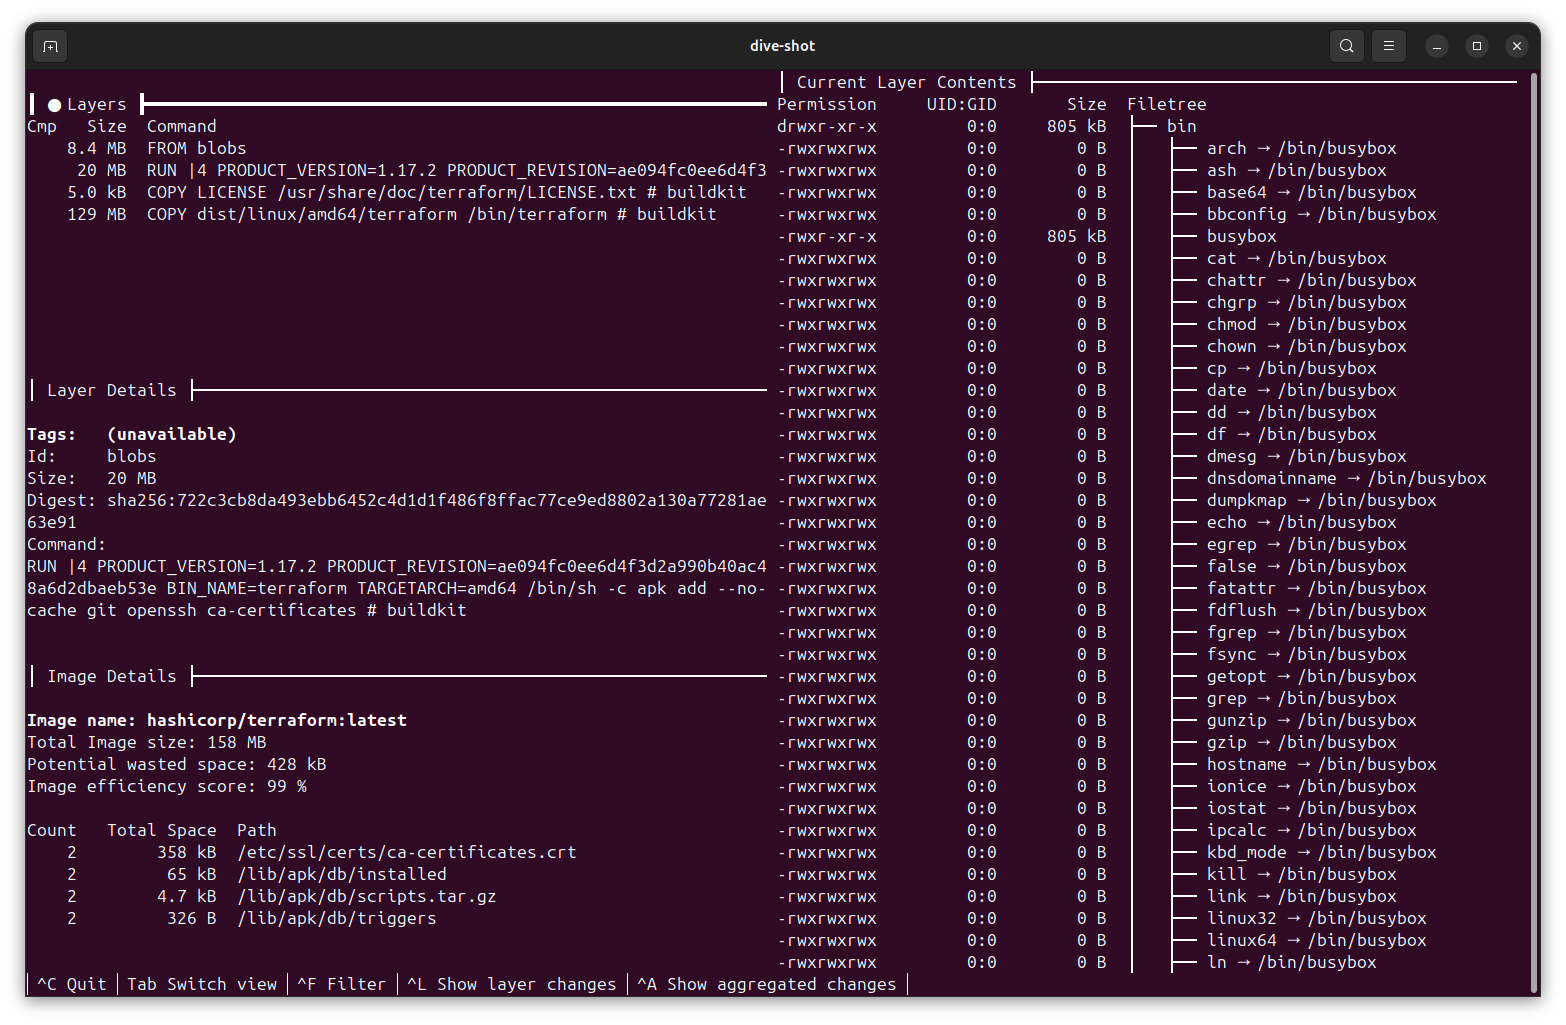 dive-shot
● Layers
Cmp Size Command
8.4 MB FROM blobs
20 MB RUN |4 PRODUCT_VERSION=1.17.2 PRODUCT_REVISION=ae094fc0ee6d4f3
5.0 kB COPY LICENSE /usr/share/doc/terraform/LICENSE.txt # buildkit
129 MB COPY dist/linux/amd64/terraform /bin/terraform # buildkit
Layer Details
Tags: (unavailable)
Id: blobs
Size: 20 MB
Digest: sha256:722c3cb8da493ebb6452c4d1d1f486f8ffac77ce9ed8802a130a77281ae
63e91
Command:
RUN |4 PRODUCT_VERSION=1.17.2 PRODUCT_REVISION=ae094fc0ee6d4f3d2a990b40ac4
8a6d2dbaeb53e BIN_NAME=terraform TARGETARCH=amd64 /bin/sh -c apk add --no-
cache git openssh ca-certificates # buildkit
Image Details
Image name: hashicorp/terraform:latest
Total Image size: 158 MB
Potential wasted space: 428 kB
Image efficiency score: 99 %
Count Total Space Path
2 358 kB /etc/ssl/certs/ca-certificates.crt
2 65 kB /lib/apk/db/installed
2 4.7 kB /lib/apk/db/scripts.tar.gz
2 326 B /lib/apk/db/triggers
Current Layer Contents
Permission UID:GID Size Filetree
drwxr-xr-x 0:0 805 kB bin
-rwxrwxrwx 0:0 0 B arch → /bin/busybox
-rwxrwxrwx 0:0 0 B ash → /bin/busybox
-rwxrwxrwx 0:0 0 B base64 → /bin/busybox
-rwxrwxrwx 0:0 0 B bbconfig → /bin/busybox
-rwxr-xr-x 0:0 805 kB busybox
-rwxrwxrwx 0:0 0 B cat → /bin/busybox
-rwxrwxrwx 0:0 0 B chattr → /bin/busybox
-rwxrwxrwx 0:0 0 B chgrp → /bin/busybox
-rwxrwxrwx 0:0 0 B chmod → /bin/busybox
-rwxrwxrwx 0:0 0 B chown → /bin/busybox
-rwxrwxrwx 0:0 0 B cp → /bin/busybox
-rwxrwxrwx 0:0 0 B date → /bin/busybox
-rwxrwxrwx 0:0 0 B dd → /bin/busybox
-rwxrwxrwx 0:0 0 B df → /bin/busybox
-rwxrwxrwx 0:0 0 B dmesg → /bin/busybox
-rwxrwxrwx 0:0 0 B dnsdomainname → /bin/busybox
-rwxrwxrwx 0:0 0 B dumpkmap → /bin/busybox
-rwxrwxrwx 0:0 0 B echo → /bin/busybox
-rwxrwxrwx 0:0 0 B egrep → /bin/busybox
-rwxrwxrwx 0:0 0 B false → /bin/busybox
-rwxrwxrwx 0:0 0 B fatattr → /bin/busybox
-rwxrwxrwx 0:0 0 B fdflush → /bin/busybox
-rwxrwxrwx 0:0 0 B fgrep → /bin/busybox
-rwxrwxrwx 0:0 0 B fsync → /bin/busybox
-rwxrwxrwx 0:0 0 B getopt → /bin/busybox
-rwxrwxrwx 0:0 0 B grep → /bin/busybox
-rwxrwxrwx 0:0 0 B gunzip → /bin/busybox
-rwxrwxrwx 0:0 0 B gzip → /bin/busybox
-rwxrwxrwx 0:0 0 B hostname → /bin/busybox
-rwxrwxrwx 0:0 0 B ionice → /bin/busybox
-rwxrwxrwx 0:0 0 B iostat → /bin/busybox
-rwxrwxrwx 0:0 0 B ipcalc → /bin/busybox
-rwxrwxrwx 0:0 0 B kbd_mode → /bin/busybox
-rwxrwxrwx 0:0 0 B kill → /bin/busybox
-rwxrwxrwx 0:0 0 B link → /bin/busybox
-rwxrwxrwx 0:0 0 B linux32 → /bin/busybox
-rwxrwxrwx 0:0 0 B linux64 → /bin/busybox
-rwxrwxrwx 0:0 0 B ln → /bin/busybox
^C Quit | Tab Switch view | ^F Filter | ^L Show layer changes | ^A Show aggregated changes |